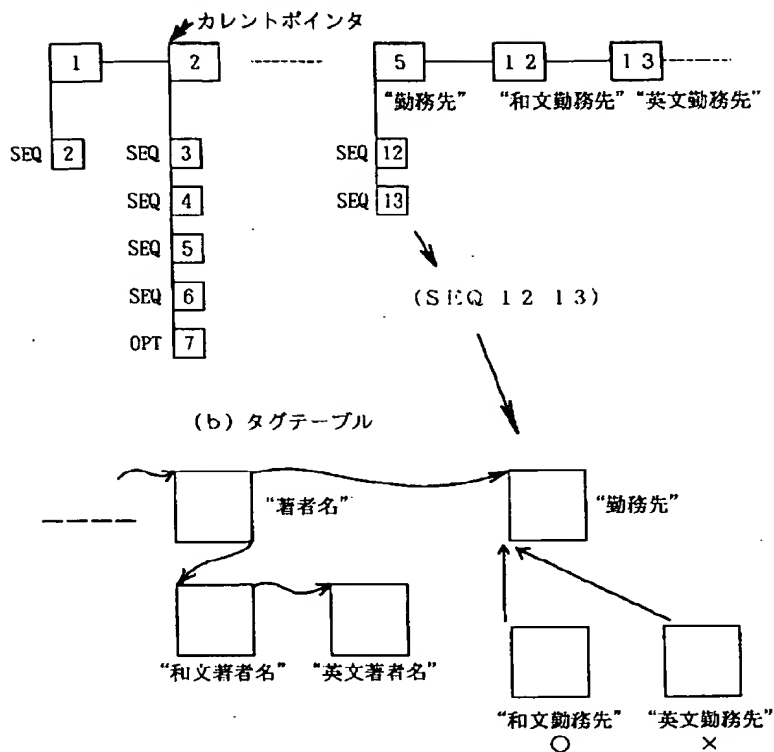 カレントポインタ
1 2 5 12 13
“勤務先” “和文勤務先” “英文勤務先”
SEQ 2 SEQ 3 SEQ 12
SEQ 4 SEQ 13
SEQ 5
SEQ 6
(SEQ 12 13)
OPT 7
(b) タグテーブル
“著者名” “勤務先”
“和文著者名” “英文著者名”
“和文勤務先” “英文勤務先”
○ ×